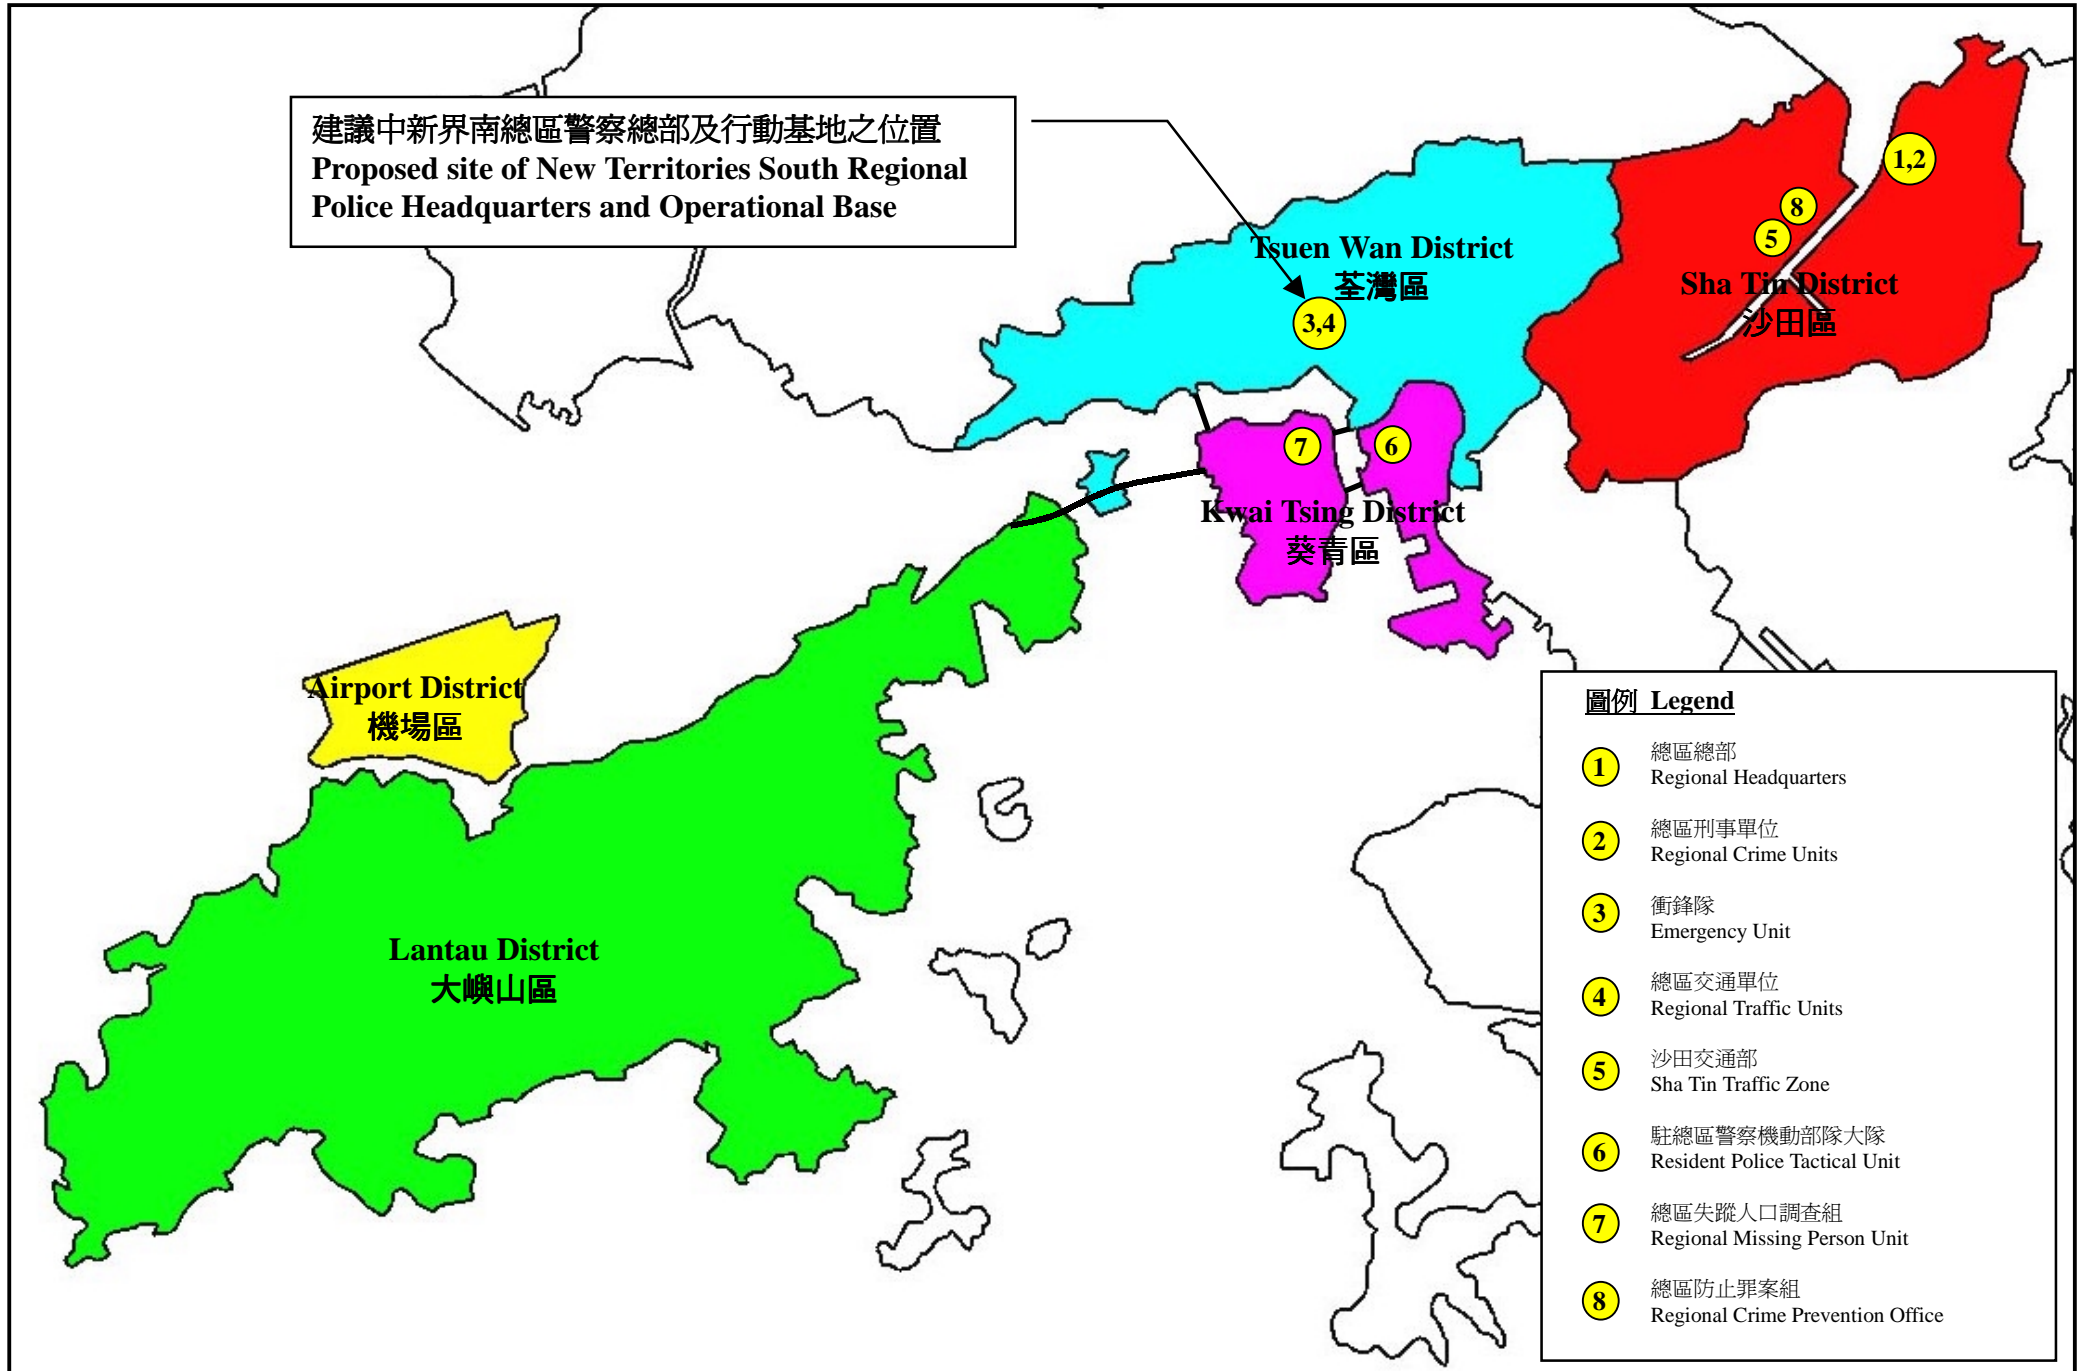 建議中新界南總區警察總部及行動基地之位置
Proposed site of New Territories South Regional
Police Headquarters and Operational Base
1,2
8
5
Tsuen Wan District
荃灣區
3,4
Sha Tin District
沙田區
7
6
Kwai Tsing District
葵青區
Airport District
機場區
Lantau District
大嶼山區
圖例 Legend
1
總區總部
Regional Headquarters
2
總區刑事單位
Regional Crime Units
3
衝鋒隊
Emergency Unit
4
總區交通單位
Regional Traffic Units
5
沙田交通部
Sha Tin Traffic Zone
6
駐總區警察機動部隊大隊
Resident Police Tactical Unit
7
總區失蹤人口調查組
Regional Missing Person Unit
8
總區防止罪案組
Regional Crime Prevention Office